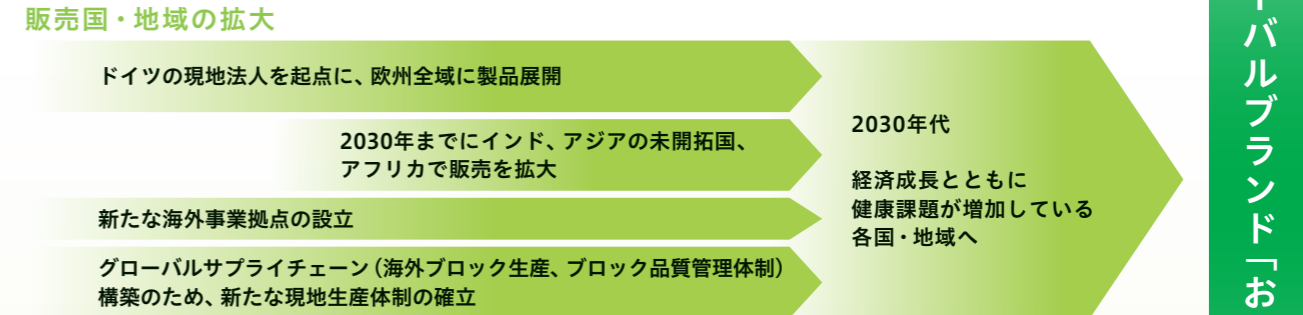 販売国・地域の拡大
ドイツの現地法人を起点に、欧州全域に製品展開
2030年までにインド、アジアの未開拓国、
アフリカで販売を拡大
新たな海外事業拠点の設立
グローバルサプライチェーン（海外ブロック生産、ブロック品質管理体制）
構築のため、新たな現地生産体制の確立
2030年代
経済成長とともに
健康課題が増加している
各国・地域へ
ーバルブランド「お